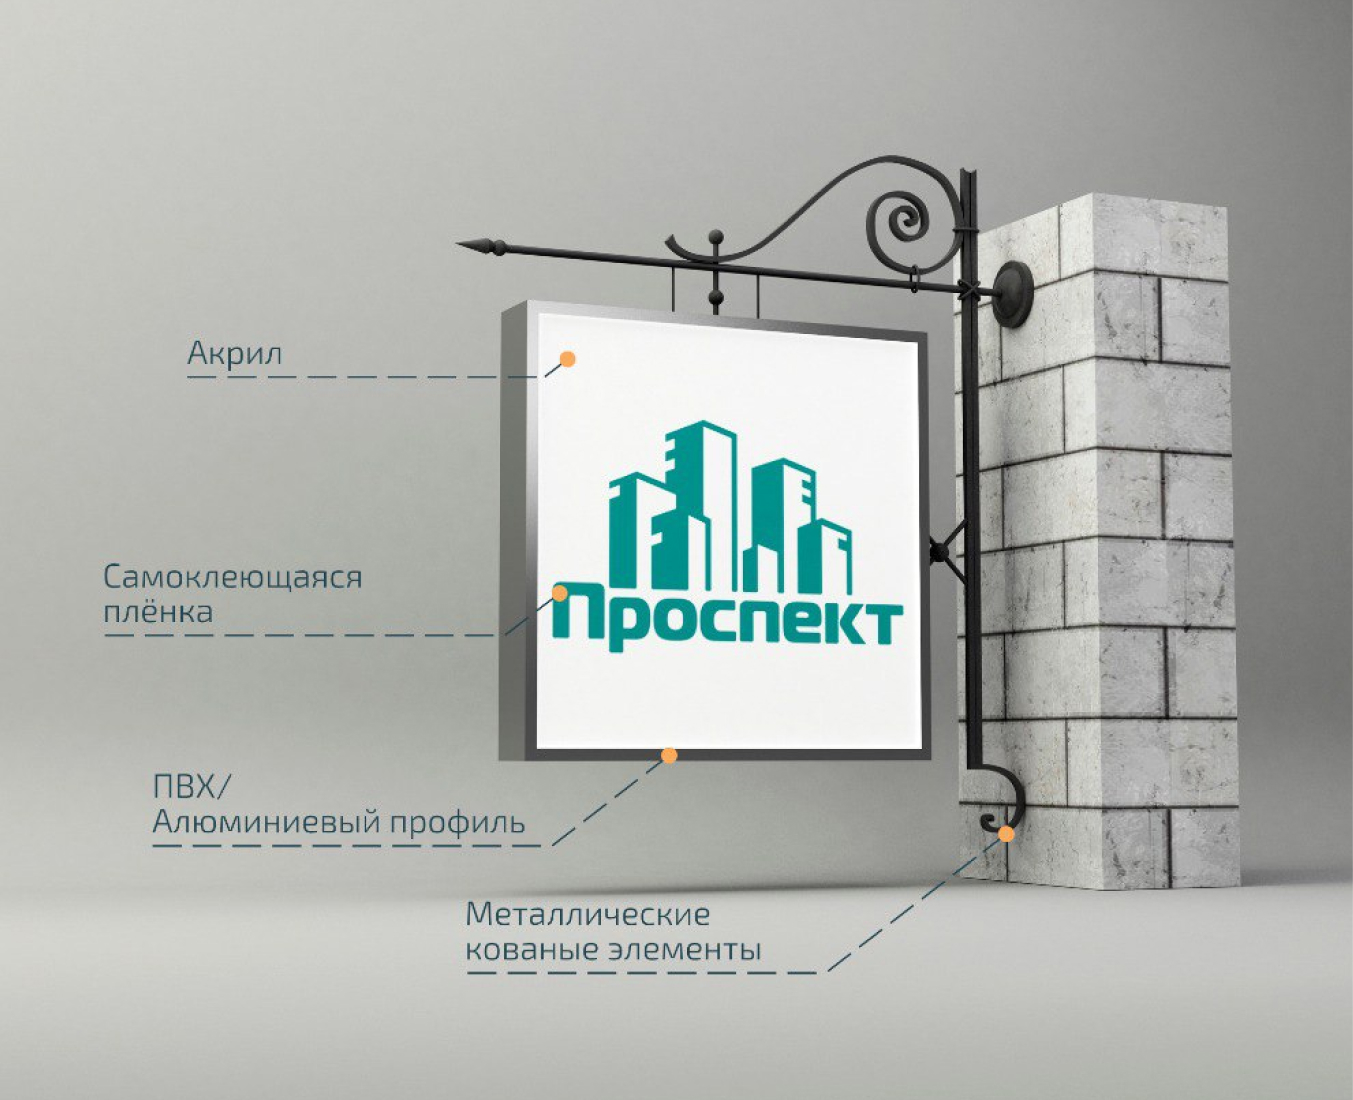 Акрил
Самоклеющаяся
плёнка
Проспект
ПВХ/
Алюминиевый профиль
Металлические
кованые элементы